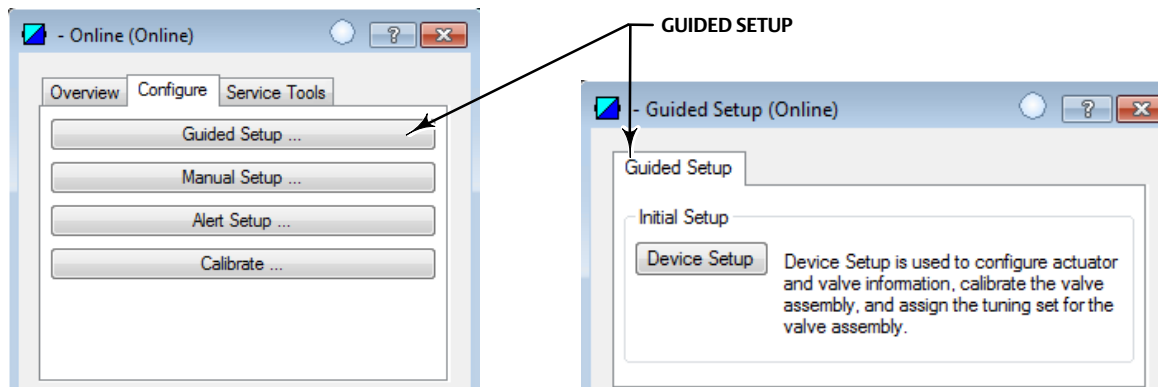 - Online (Online)
Overview Configure Service Tools
Guided Setup ...
Manual Setup ...
Alert Setup ...
Calibrate ...
GUIDED SETUP
- Guided Setup (Online)
Guided Setup
Initial Setup
Device Setup
Device Setup is used to configure actuator
and valve information, calibrate the valve
assembly, and assign the tuning set for the
valve assembly.